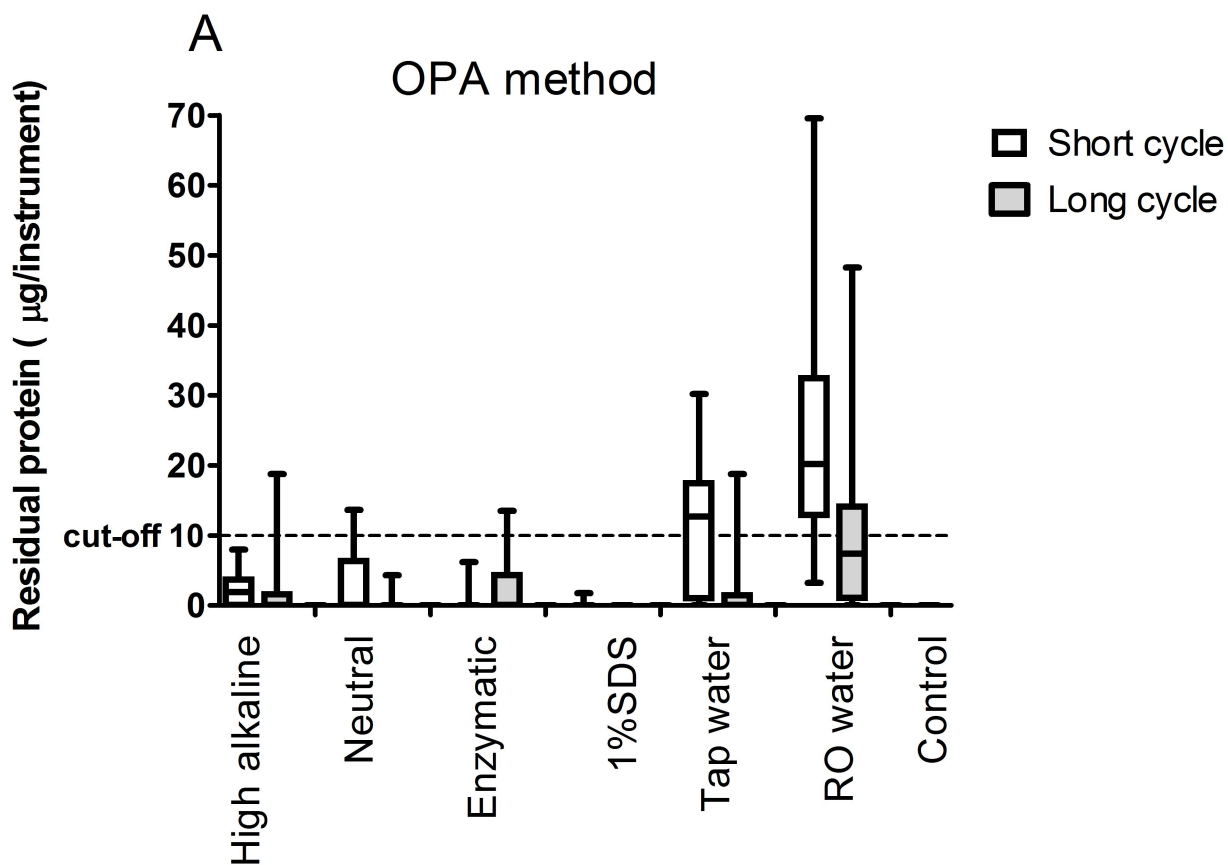 A
OPA method
Residual protein ( μg/instrument)
70
60
50
40
30
20
cut-off 10
0
Short cycle
Long cycle
High alkaline
Neutral
Enzymatic
1%SDS
Tap water
RO water
Control